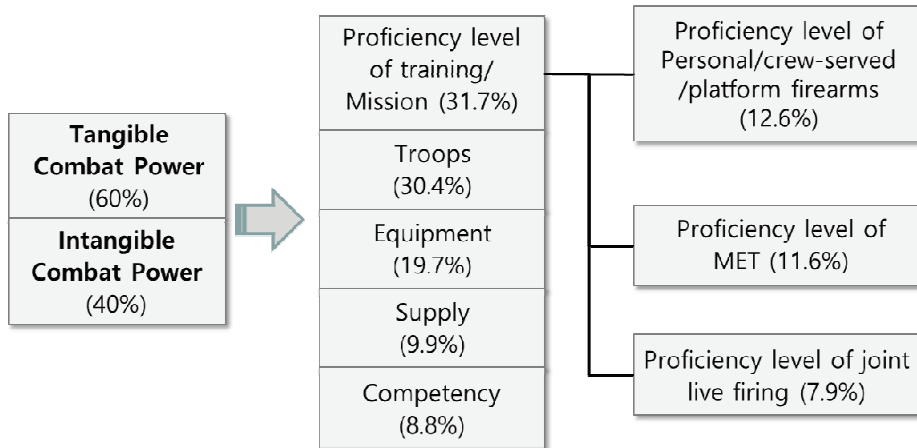 Tangible
Combat Power
(60%)
Intangible
Combat Power
(40%)
Proficiency level
of training/
Mission (31.7%)
Troops
(30.4%)
Equipment
(19.7%)
Supply
(9.9%)
Competency
(8.8%)
Proficiency level of
Personal/crew-served
/platform firearms
(12.6%)
Proficiency level of
MET (11.6%)
Proficiency level of joint
live firing (7.9%)